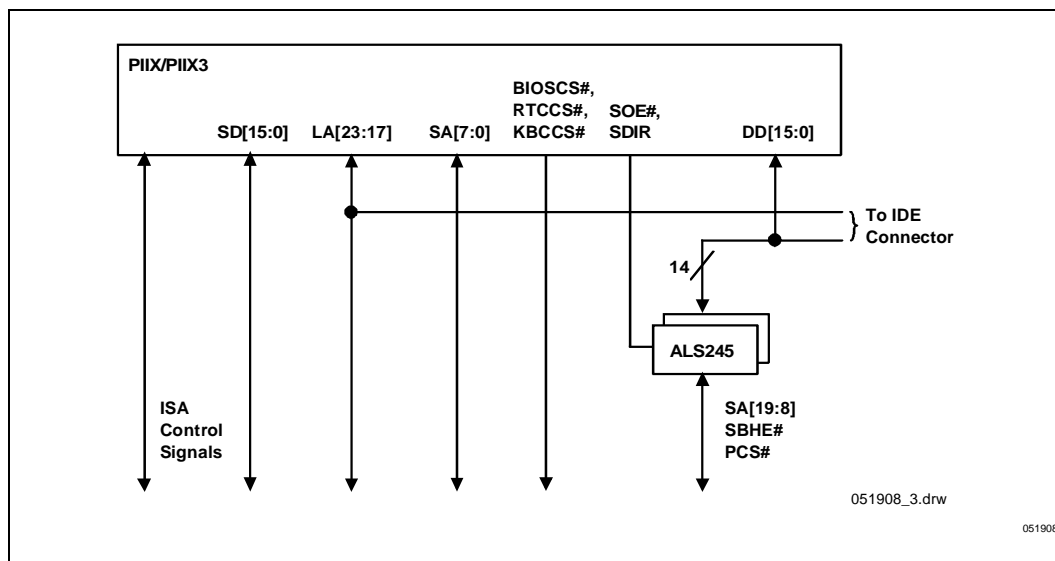 PIIX/PIIX3
BIOSCS#,
RTCCS#,
KBCCS#
SOE#,
SDIR
SD[15:0]
LA[23:17]
SA[7:0]
DD[15:0]
} To IDE
Connector
14
ALS245
ISA
Control
Signals
SA[19:8]
SBHE#
PCS#
051908_3.drw
051908